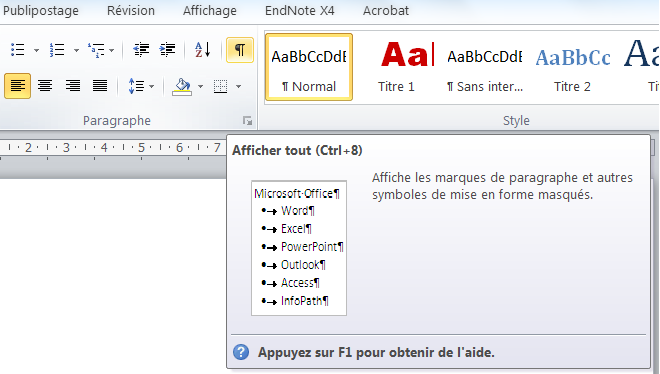 Publipostage Révision Affichage EndNote X4 Acrobat
A Z ¶ AaBbCcDdE AaB AaBbCcDdE AaBbCc Aa
¶ Normal Titre 1 ¶ Sans inter... Titre 2 Titre
Paragraphe Style
1 2 3 4 5 6 7
Afficher tout (Ctrl+8)
Affiche les marques de paragraphe et autres
symboles de mise en forme masqués.
Microsoft·Office¶
•→ Word¶
•→ Excel¶
•→ PowerPoint¶
•→ Outlook¶
•→ Access¶
•→ InfoPath¶
? Appuyez sur F1 pour obtenir de l'aide.